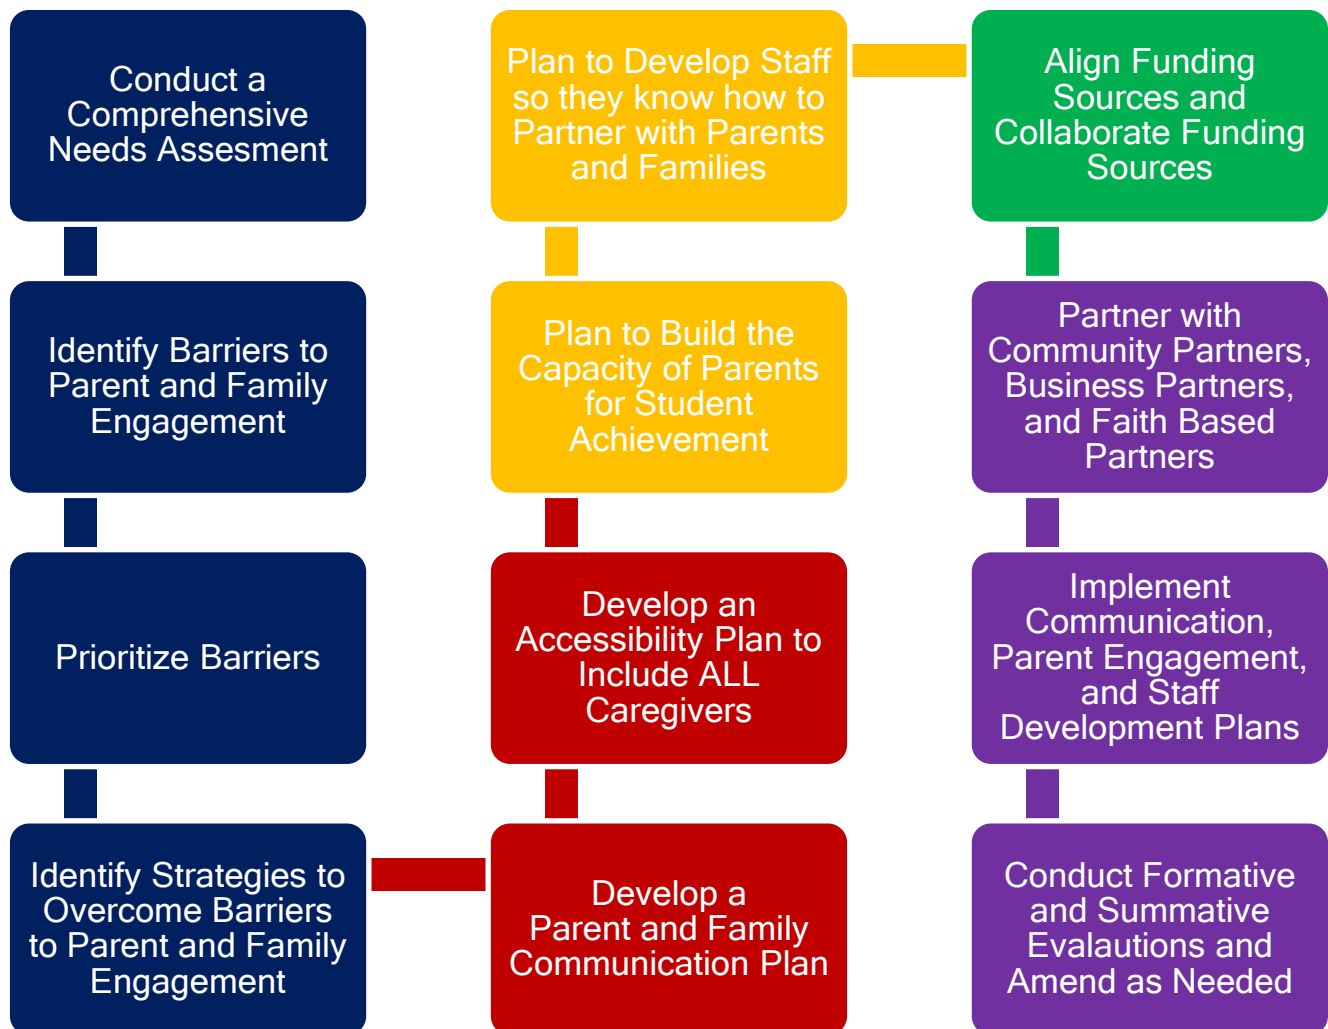 Conduct a
Comprehensive
Needs Assesment
Identify Barriers to
Parent and Family
Engagement
Prioritize Barriers
Identify Strategies to
Overcome Barriers
to Parent and Family
Engagement
Develop a
Parent and Family
Communication Plan
Develop an
Accessibility Plan to
Include ALL
Caregivers
Plan to Build the
Capacity of Parents
for Student
Achievement
Plan to Develop Staff
so they know how to
Partner with Parents
and Families
Align Funding
Sources and
Collaborate Funding
Sources
Partner with
Community Partners,
Business Partners,
and Faith Based
Partners
Implement
Communication,
Parent Engagement,
and Staff
Development Plans
Conduct Formative
and Summative
Evalautions and
Amend as Needed